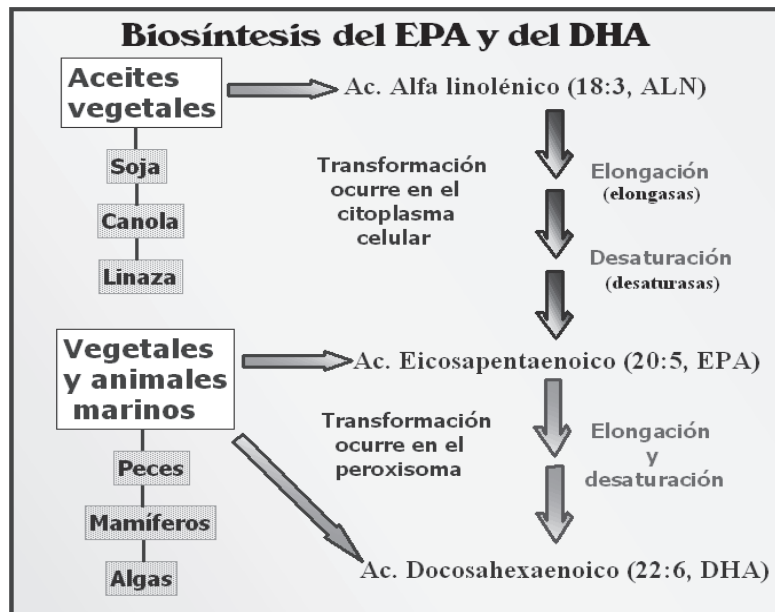 Biosíntesis del EPA y del DHA
Aceites
vegetales
Ac. Alfa linolénico (18:3, ALN)
Soja
Canola
Linaza
Transformación
ocurre en el
citoplasma
celular
Elongación
(elongasas)
Desaturación
(desaturasas)
Vegetales
y animales
marinos
Ac. Eicosapentaenoico (20:5, EPA)
Peces
Mamíferos
Algas
Transformación
ocurre en el
peroxisoma
Elongación
y
desaturación
Ac. Docosahexaenoico (22:6, DHA)